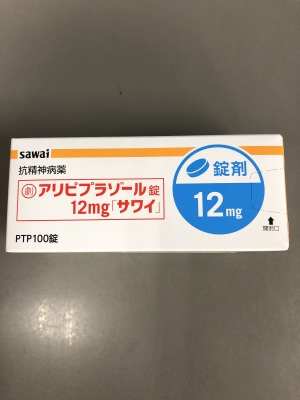 sawai
抗精神病薬
劇 アリピプラゾール錠
12mg「サワイ」
PTP100錠
錠剤
12mg
開封口